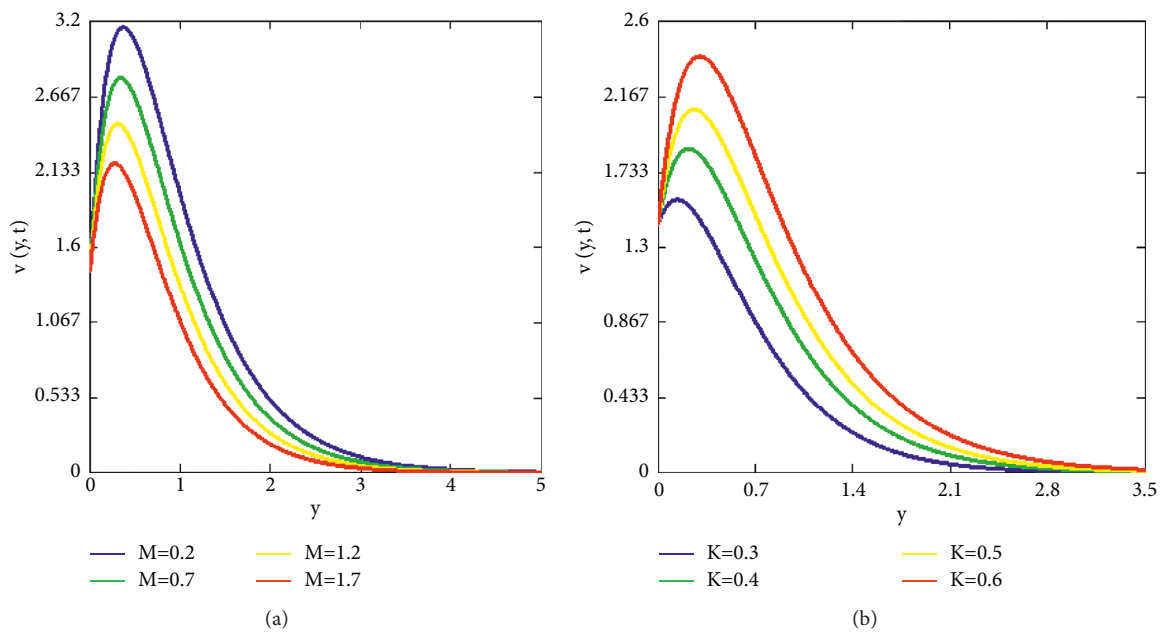 3.2
2.667
2.133
1.6
1.067
0.533
0
v (y, t)
0 1 2 3 4 5
y
M=0.2 M=1.2
M=0.7 M=1.7
(a)
2.6
2.167
1.733
1.3
0.867
0.433
0
v (y, t)
0 0.7 1.4 2.1 2.8 3.5
y
K=0.3 K=0.5
K=0.4 K=0.6
(b)